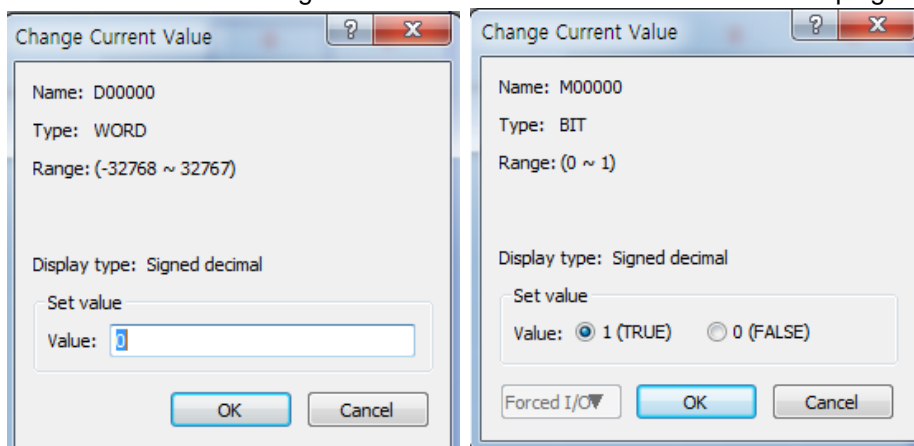 Change Current Value
Name: D00000
Type: WORD
Range: (-32768 ~ 32767)
Display type: Signed decimal
Set value
Value: 0
OK Cancel
Change Current Value
Name: M00000
Type: BIT
Range: (0 ~ 1)
Display type: Signed decimal
Set value
Value: 1 (TRUE) 0 (FALSE)
Forced I/O▼ OK Cancel